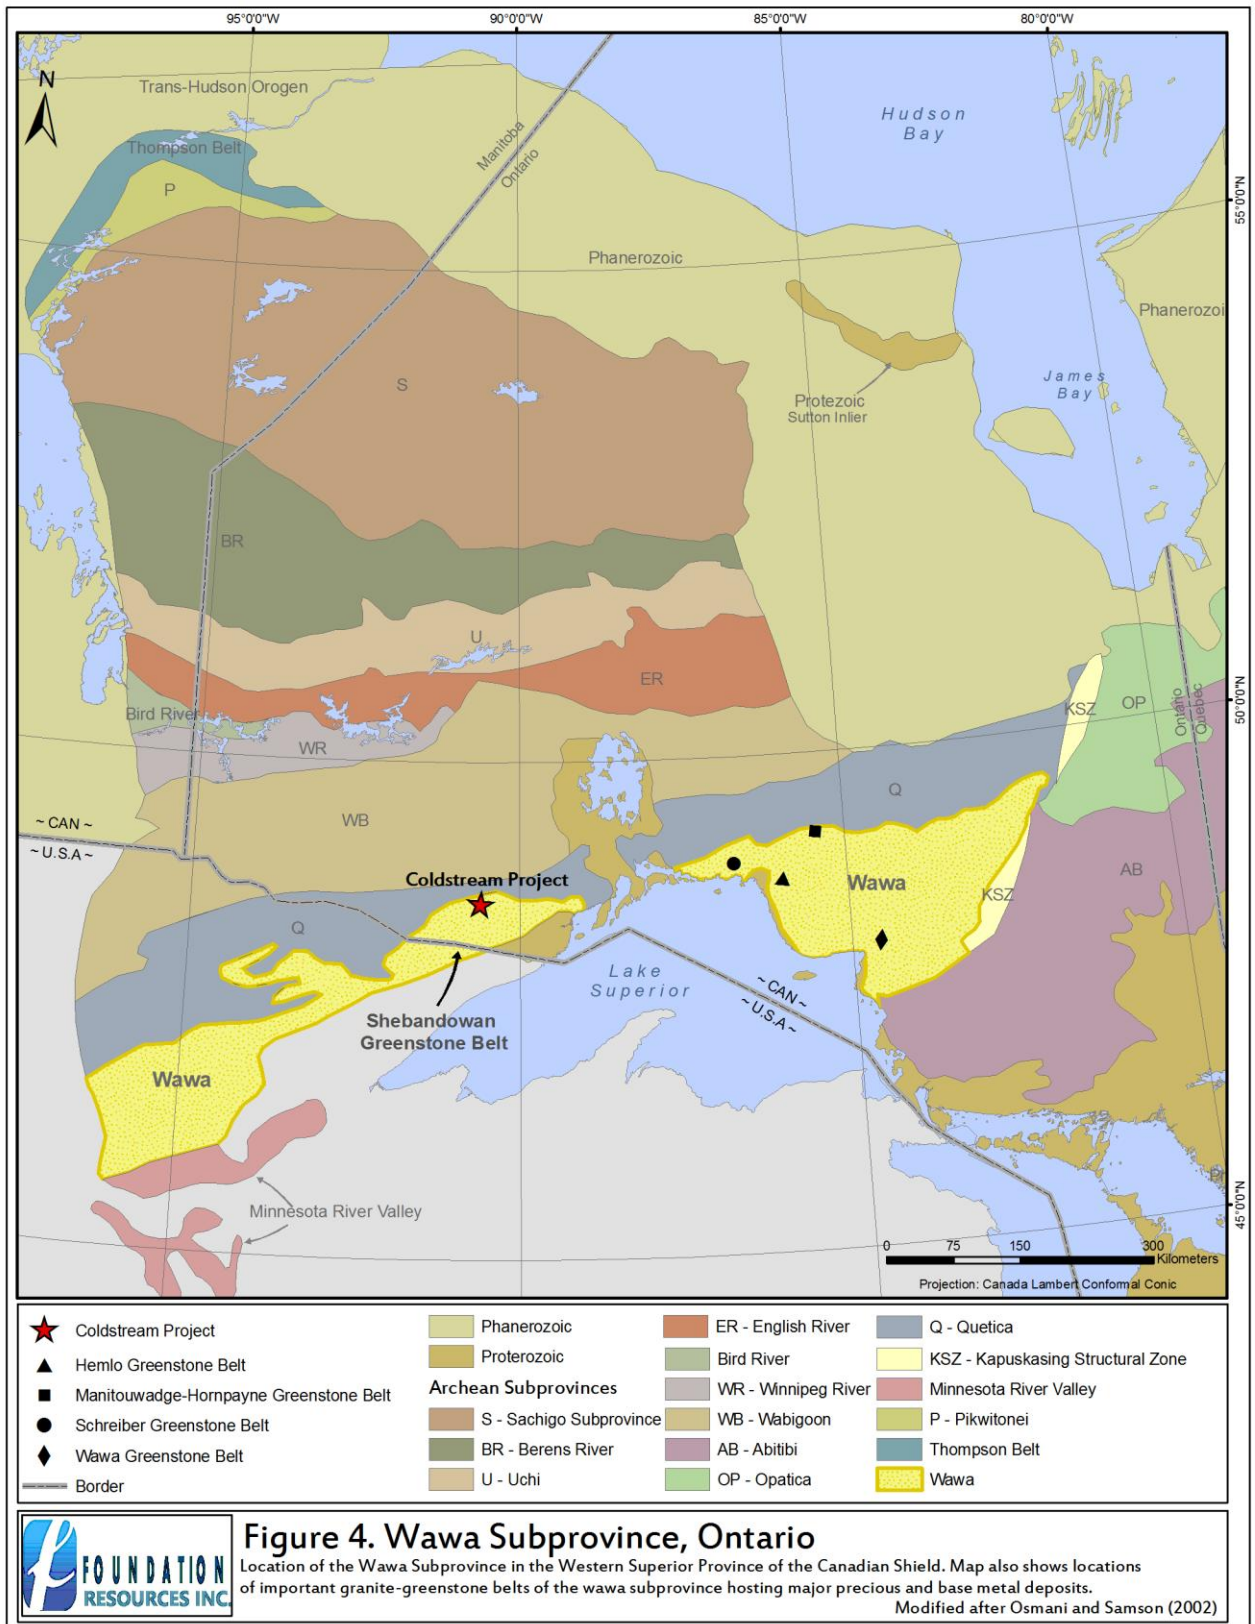 95°0'0"W
90°0'0"W
85°0'0"W
80°0'0"W
N
Trans-Hudson Orogen
Hudson
Bay
Manitoba
Ontario
Thompson Belt
P
55°0'0"N
Phanerozoic
Phanerozoi
S
James
Bay
Protezoic
Sutton Inlier
BR
U
ER
Bird River
WR
KSZ
OP
Ontario
Quebec
50°0'0"N
Q
WB
~ CAN ~
~ U.S.A ~
Coldstream Project
Wawa
KSZ
AB
Q
Lake
Superior
~ CAN ~
~ U.S.A ~
Shebandowan
Greenstone Belt
Wawa
Minnesota River Valley
45°0'0"N
0 75 150 300
Kilometers
Projection: Canada Lambert Conformal Conic
Coldstream Project
Hemlo Greenstone Belt
Manitouwadge-Hornpayne Greenstone Belt
Schreiber Greenstone Belt
Wawa Greenstone Belt
Border
Phanerozoic
Proterozoic
Archean Subprovinces
S - Sachigo Subprovince
BR - Berens River
U - Uchi
ER - English River
Bird River
WR - Winnipeg River
WB - Wabigoon
AB - Abitibi
OP - Opatica
Q - Quetica
KSZ - Kapuskasing Structural Zone
Minnesota River Valley
P - Pikwitonei
Thompson Belt
Wawa
FOUNDATION
RESOURCES INC.
Figure 4. Wawa Subprovince, Ontario
Location of the Wawa Subprovince in the Western Superior Province of the Canadian Shield. Map also shows locations
of important granite-greenstone belts of the wawa subprovince hosting major precious and base metal deposits.
Modified after Osmani and Samson (2002)